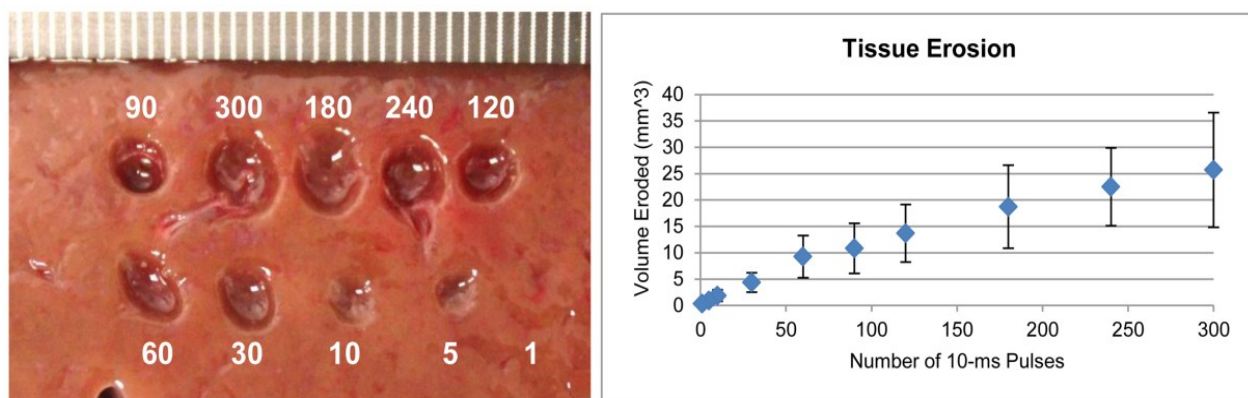 90 300 180 240 120
60 30 10 5 1
Tissue Erosion
Volume Eroded (mm^3)
40
35
30
25
20
15
10
5
0
0 50 100 150 200 250 300
Number of 10-ms Pulses